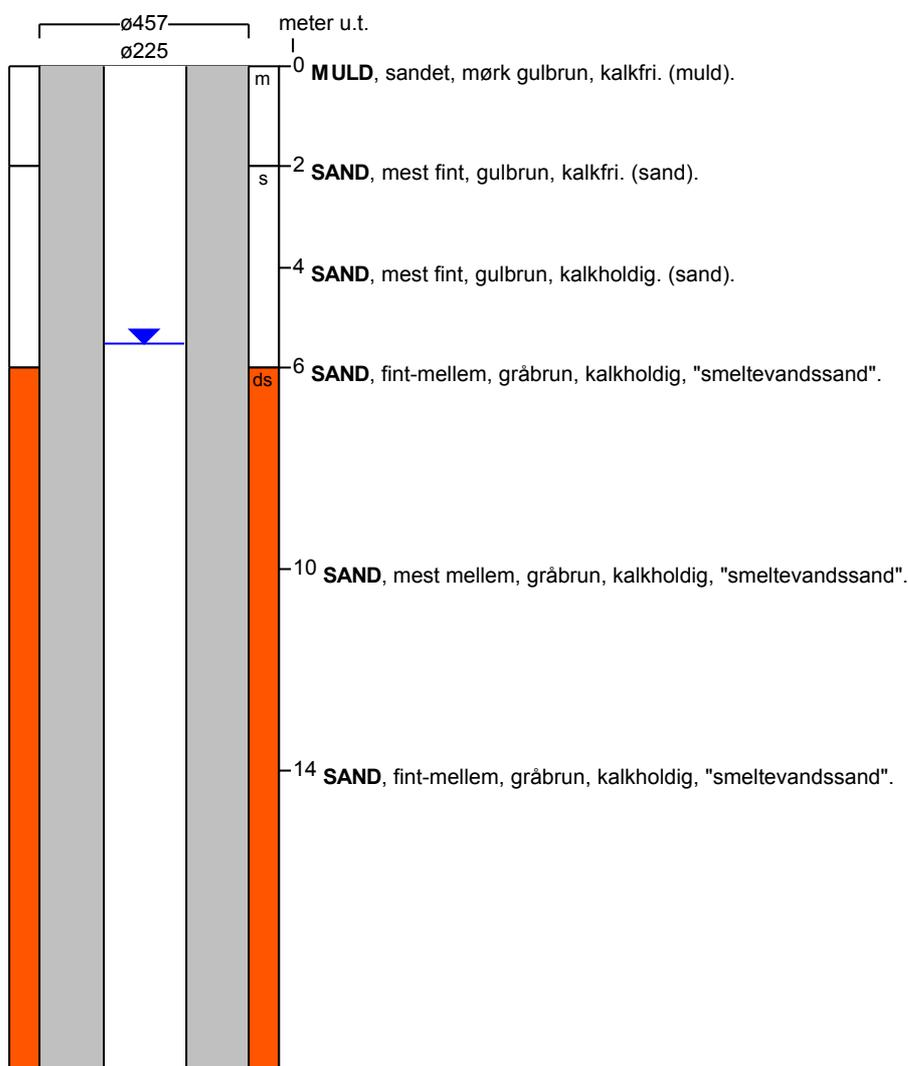 ø457 meter u.t.
ø225
0 MULD, sandet, mørk gulbrun, kalkfri. (muld).
m
2 SAND, mest fint, gulbrun, kalkfri. (sand).
s
4 SAND, mest fint, gulbrun, kalkholdig. (sand).
6 SAND, fint-mellem, gråbrun, kalkholdig, "smeltevandssand".
ds
10 SAND, mest mellem, gråbrun, kalkholdig, "smeltevandssand".
14 SAND, fint-mellem, gråbrun, kalkholdig, "smeltevandssand".